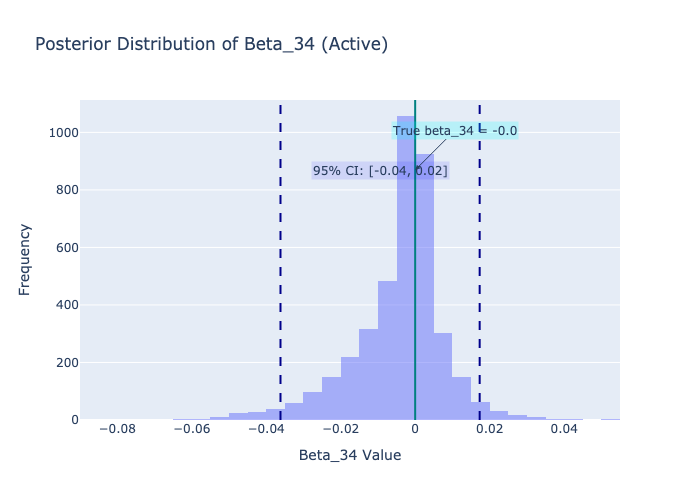 Posterior Distribution of Beta_34 (Active)
1000
800
600
400
200
0
Frequency
True beta_34 = -0.0
95% CI: [-0.04, 0.02]
−0.08
−0.06
−0.04
−0.02
0
0.02
0.04
Beta_34 Value